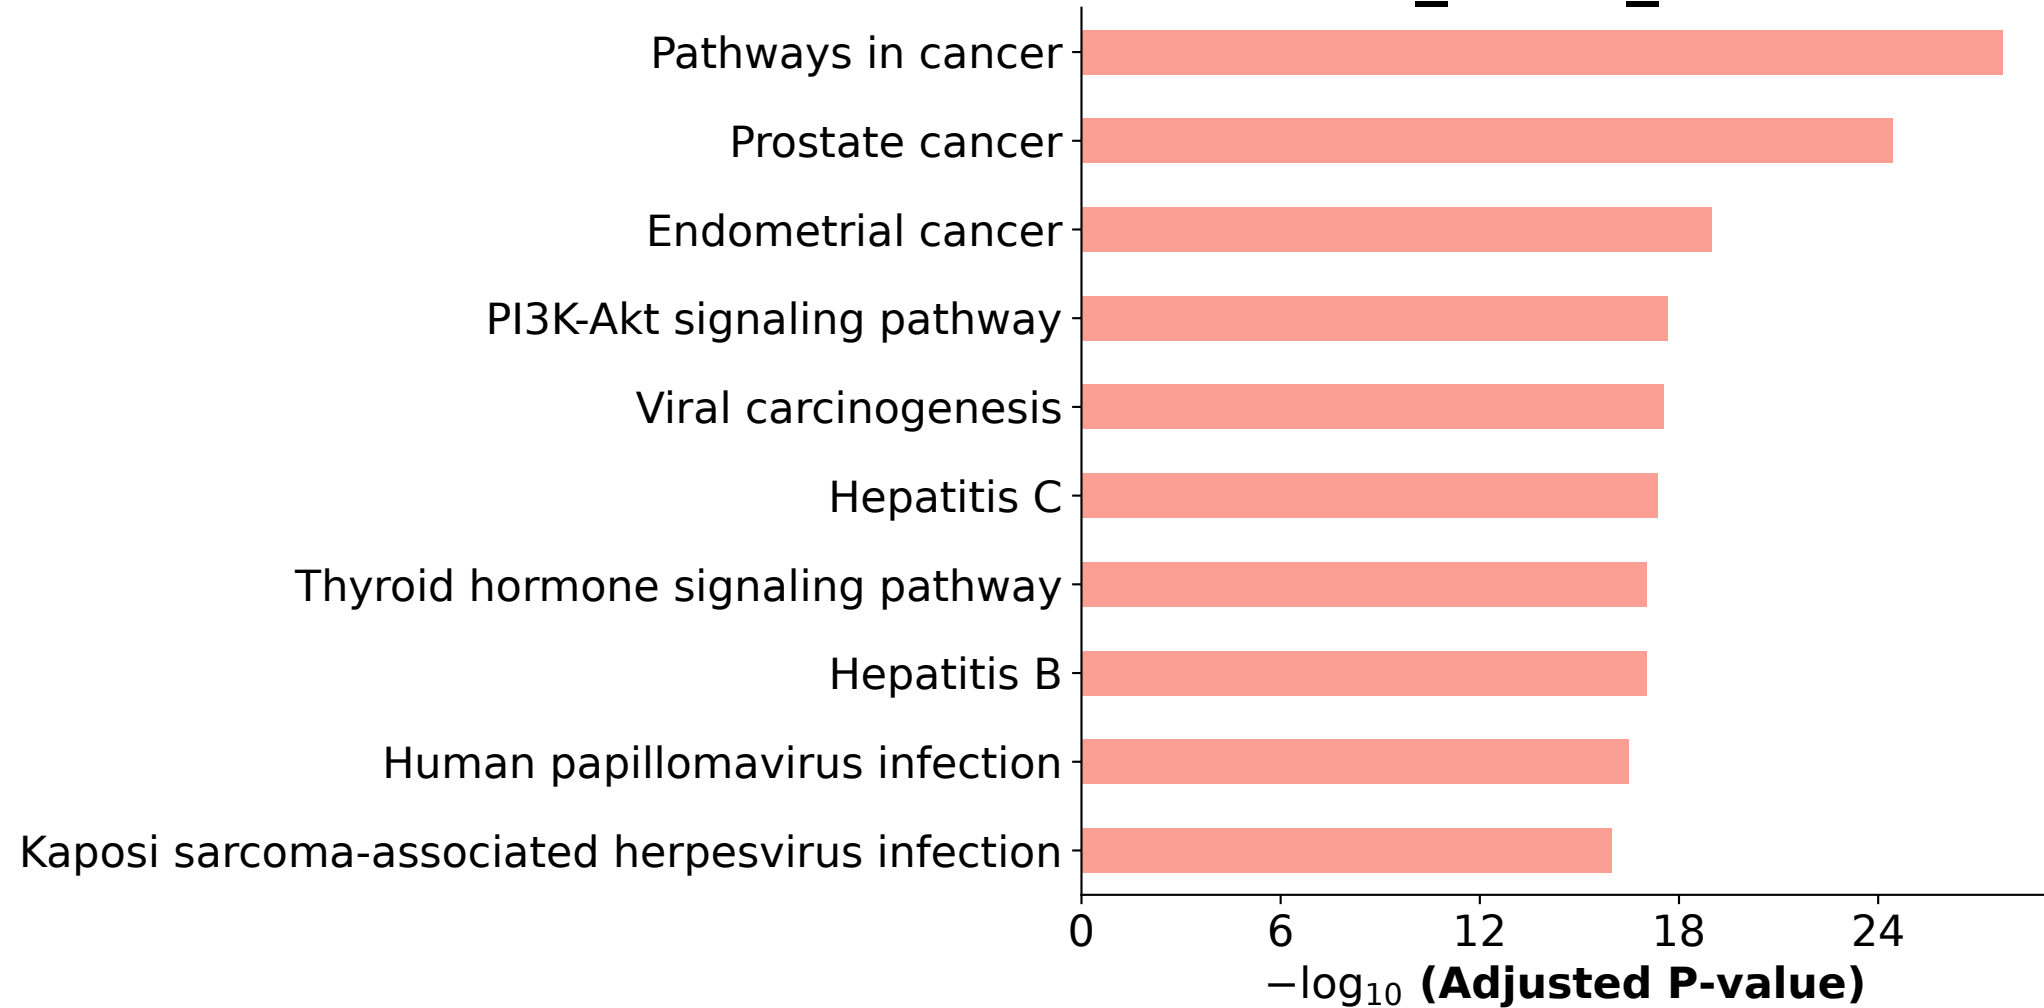 Pathways in cancer
Prostate cancer
Endometrial cancer
PI3K-Akt signaling pathway
Viral carcinogenesis
Hepatitis C
Thyroid hormone signaling pathway
Hepatitis B
Human papillomavirus infection
Kaposi sarcoma-associated herpesvirus infection
0 6 12 18 24
−log₁₀ (Adjusted P-value)